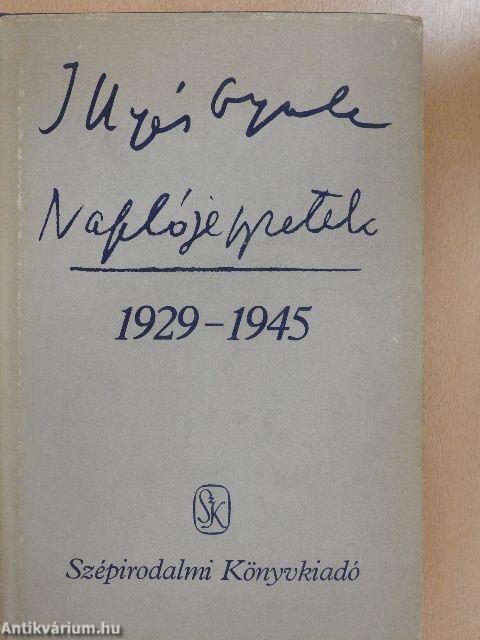 Illyés Gyula
Naplójegyzetek
1929–1945
SzK
Szépirodalmi Könyvkiadó
Antikvárium.hu